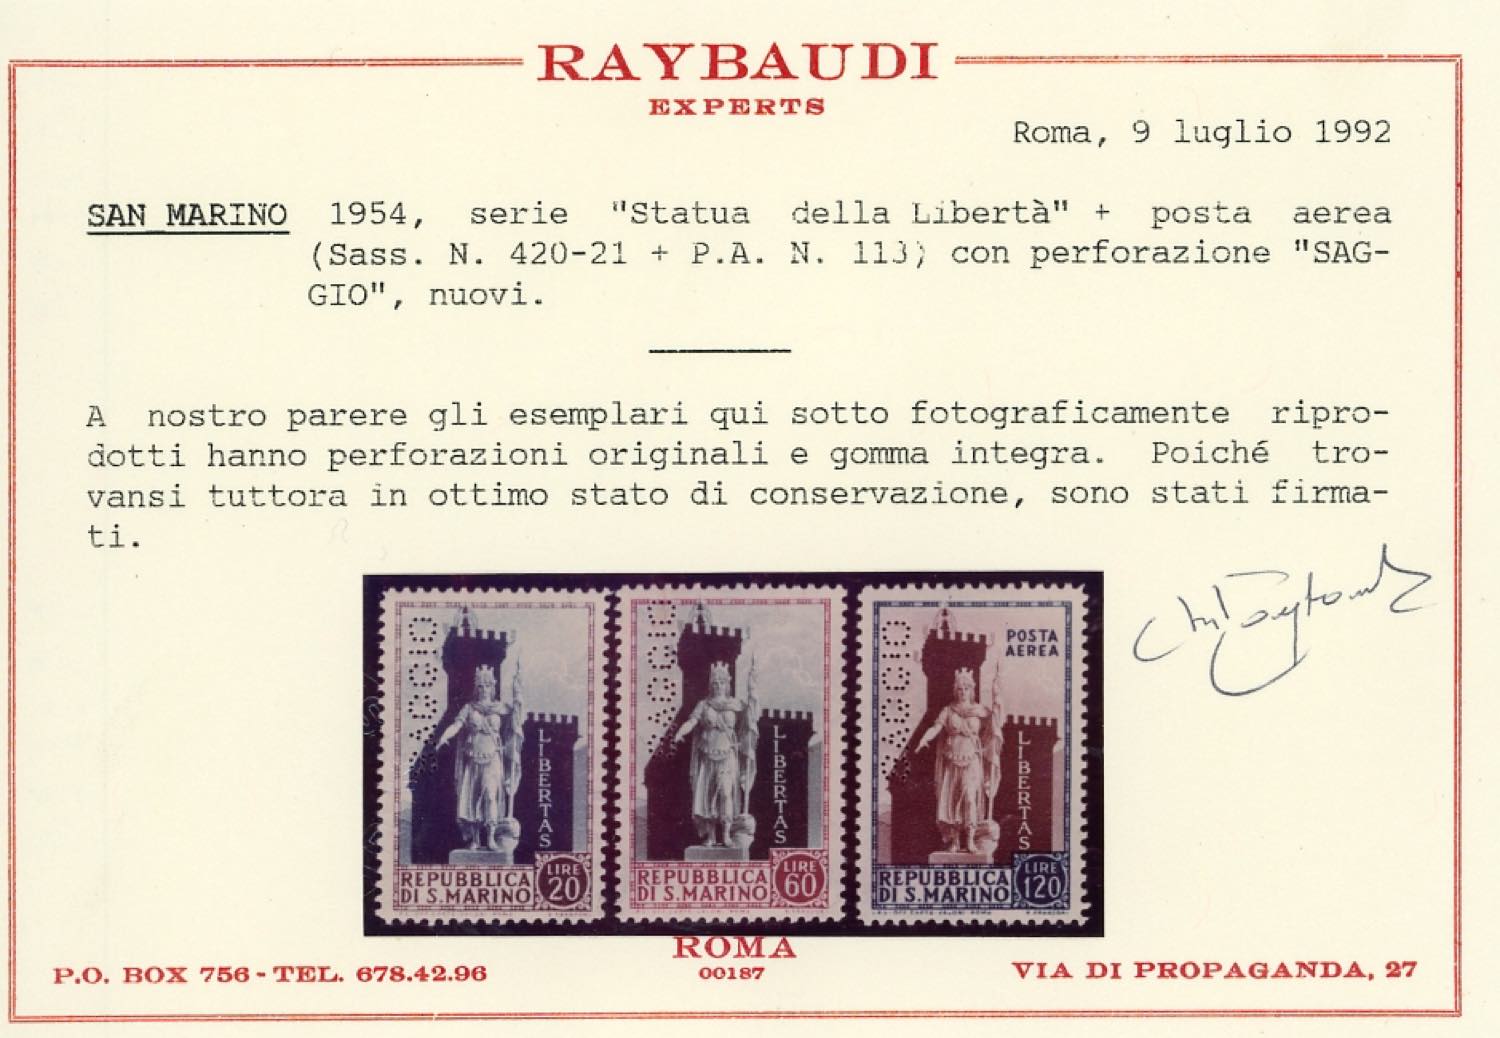 RAYBAUDI
EXPERTS
Roma, 9 luglio 1992
SAN MARINO 1954, serie "Statua della Libertà" + posta aerea
(Sass. N. 420-21 + P.A. N. 113) con perforazione "SAG-
GIO", nuovi.
A nostro parere gli esemplari qui sotto fotograficamente ripro-
dotti hanno perforazioni originali e gomma integra. Poiché tro-
vansi tuttora in ottimo stato di conservazione, sono stati firma-
ti.
SAGGIO
LIBERTAS
REPUBBLICA
DI S.MARINO
LIRE
20
SAGGIO
LIBERTAS
REPUBBLICA
DI S.MARINO
LIRE
60
SAGGIO
POSTA
AEREA
LIBERTAS
REPUBBLICA
DI S.MARINO
LIRE
120
ROMA
00187
P.O. BOX 756 - TEL. 678.42.96
VIA DI PROPAGANDA, 27